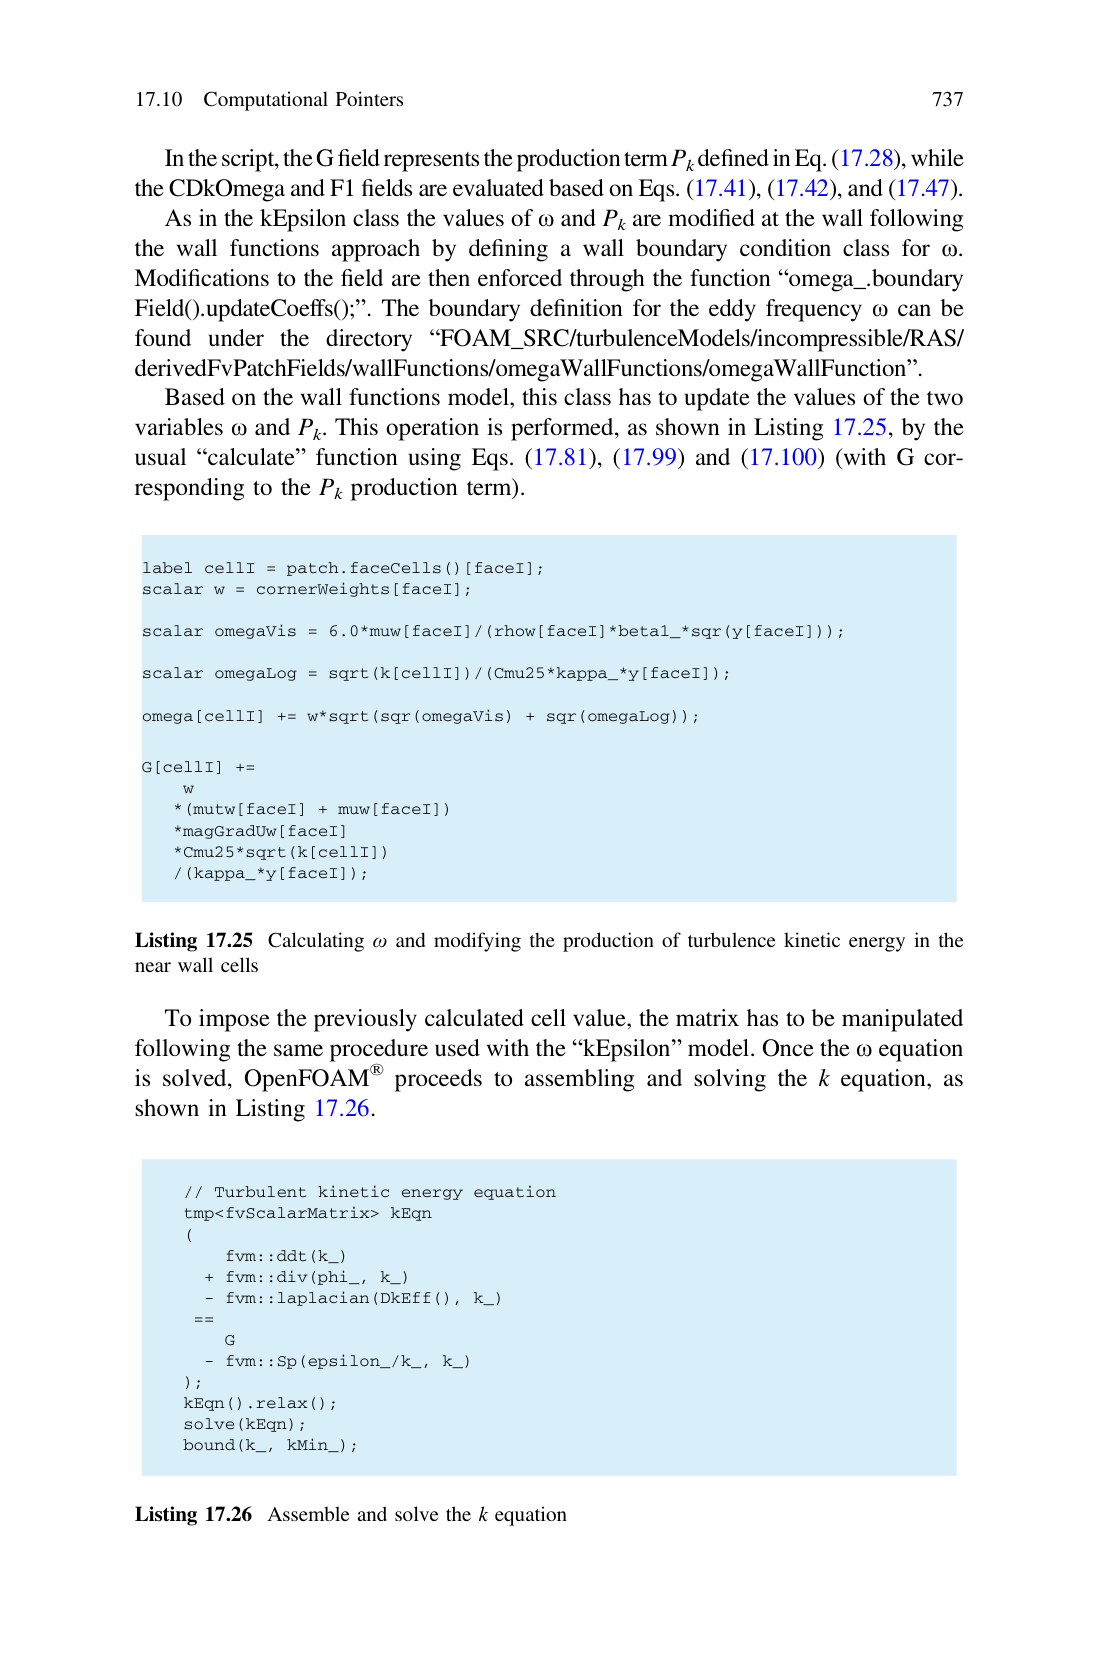 17.10 Computational Pointers 737
In the script, the G field represents the production term Pk defined in Eq. (17.28), while
the CDkOmega and F1 fields are evaluated based on Eqs. (17.41), (17.42), and (17.47).
As in the kEpsilon class the values of ω and Pk are modified at the wall following
the wall functions approach by defining a wall boundary condition class for ω.
Modifications to the field are then enforced through the function “omega_.boundary
Field().updateCoeffs();”. The boundary definition for the eddy frequency ω can be
found under the directory “FOAM_SRC/turbulenceModels/incompressible/RAS/
derivedFvPatchFields/wallFunctions/omegaWallFunctions/omegaWallFunction”.
Based on the wall functions model, this class has to update the values of the two
variables ω and Pk. This operation is performed, as shown in Listing 17.25, by the
usual “calculate” function using Eqs. (17.81), (17.99) and (17.100) (with G cor-
responding to the Pk production term).
label cellI = patch.faceCells()[faceI];
scalar w = cornerWeights[faceI];
scalar omegaVis = 6.0*muw[faceI]/(rhow[faceI]*beta1_*sqr(y[faceI]));
scalar omegaLog = sqrt(k[cellI])/(Cmu25*kappa_*y[faceI]);
omega[cellI] += w*sqrt(sqr(omegaVis) + sqr(omegaLog));
G[cellI] +=
w
*(mutw[faceI] + muw[faceI])
*magGradUw[faceI]
*Cmu25*sqrt(k[cellI])
/(kappa_*y[faceI]);
Listing 17.25 Calculating ω and modifying the production of turbulence kinetic energy in the
near wall cells
To impose the previously calculated cell value, the matrix has to be manipulated
following the same procedure used with the “kEpsilon” model. Once the ω equation
is solved, OpenFOAM® proceeds to assembling and solving the k equation, as
shown in Listing 17.26.
// Turbulent kinetic energy equation
tmp<fvScalarMatrix> kEqn
(
fvm::ddt(k_)
+ fvm::div(phi_, k_)
- fvm::laplacian(DkEff(), k_)
==
G
- fvm::Sp(epsilon_/k_, k_)
);
kEqn().relax();
solve(kEqn);
bound(k_, kMin_);
Listing 17.26 Assemble and solve the k equation